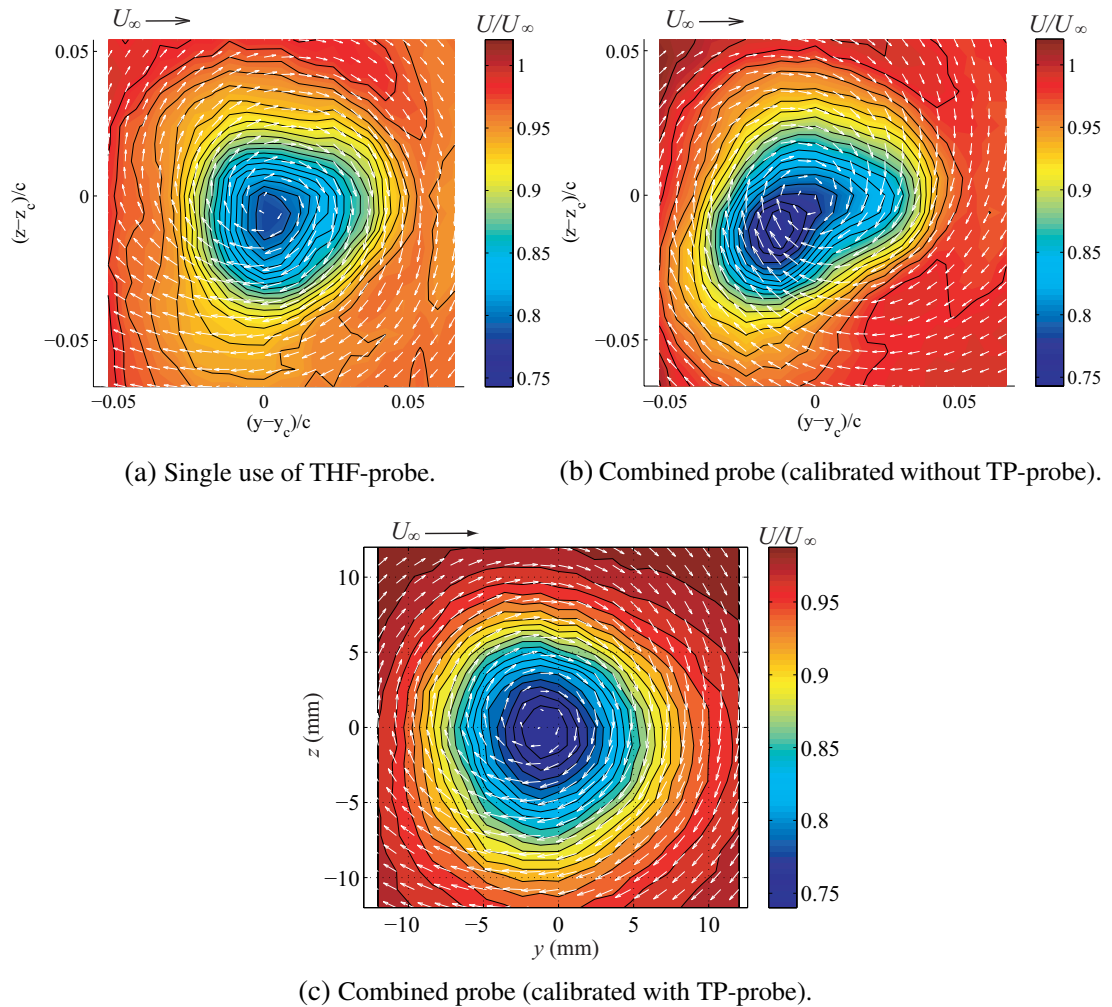 U∞ → U/U∞
0.05
0
−0.05
(z−z_c)/c
−0.05 0 0.05
(y−y_c)/c
1
0.95
0.9
0.85
0.8
0.75
(a) Single use of THF-probe.
U∞ → U/U∞
0.05
0
−0.05
(z−z_c)/c
−0.05 0 0.05
(y−y_c)/c
1
0.95
0.9
0.85
0.8
0.75
(b) Combined probe (calibrated without TP-probe).
U∞ → U/U∞
10
5
0
−5
−10
z (mm)
−10 −5 0 5 10
y (mm)
0.95
0.9
0.85
0.8
0.75
(c) Combined probe (calibrated with TP-probe).